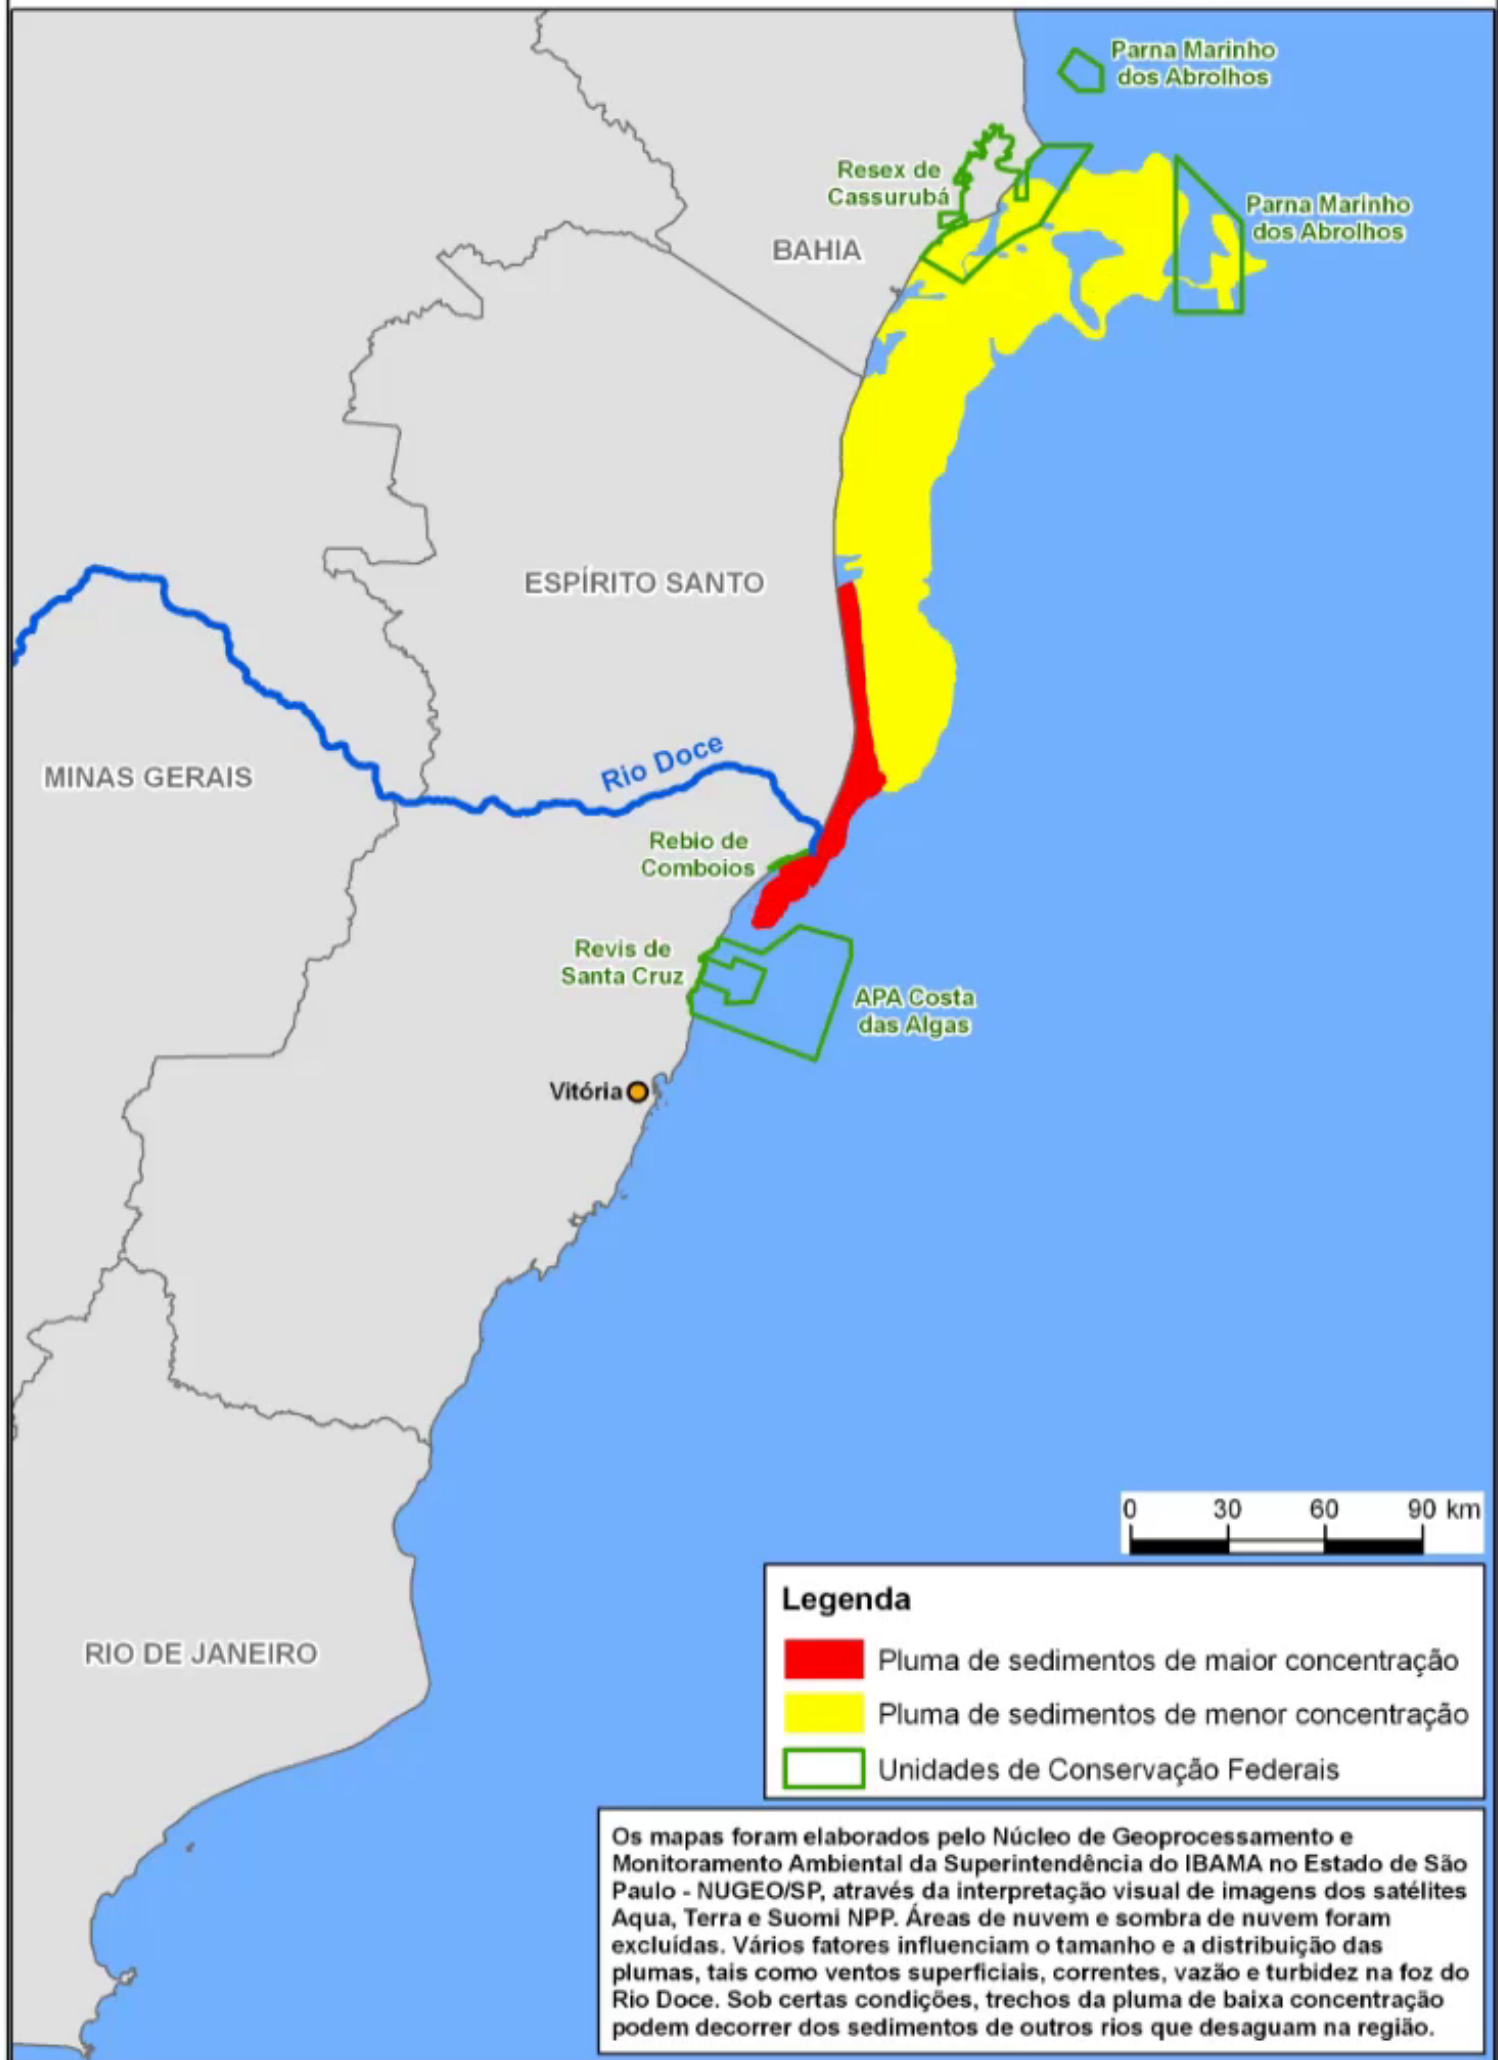 Parna Marinho
dos Abrolhos
Resex de
Cassurubá
Parna Marinho
dos Abrolhos
BAHIA
ESPÍRITO SANTO
Rio Doce
MINAS GERAIS
Rebio de
Comboios
Revis de
Santa Cruz
APA Costa
das Algas
Vitória
0 30 60 90 km
RIO DE JANEIRO
Legenda
Pluma de sedimentos de maior concentração
Pluma de sedimentos de menor concentração
Unidades de Conservação Federais
Os mapas foram elaborados pelo Núcleo de Geoprocessamento e
Monitoramento Ambiental da Superintendência do IBAMA no Estado de São
Paulo - NUGEO/SP, através da interpretação visual de imagens dos satélites
Aqua, Terra e Suomi NPP. Áreas de nuvem e sombra de nuvem foram
excluídas. Vários fatores influenciam o tamanho e a distribuição das
plumas, tais como ventos superficiais, correntes, vazão e turbidez na foz do
Rio Doce. Sob certas condições, trechos da pluma de baixa concentração
podem decorrer dos sedimentos de outros rios que desaguam na região.